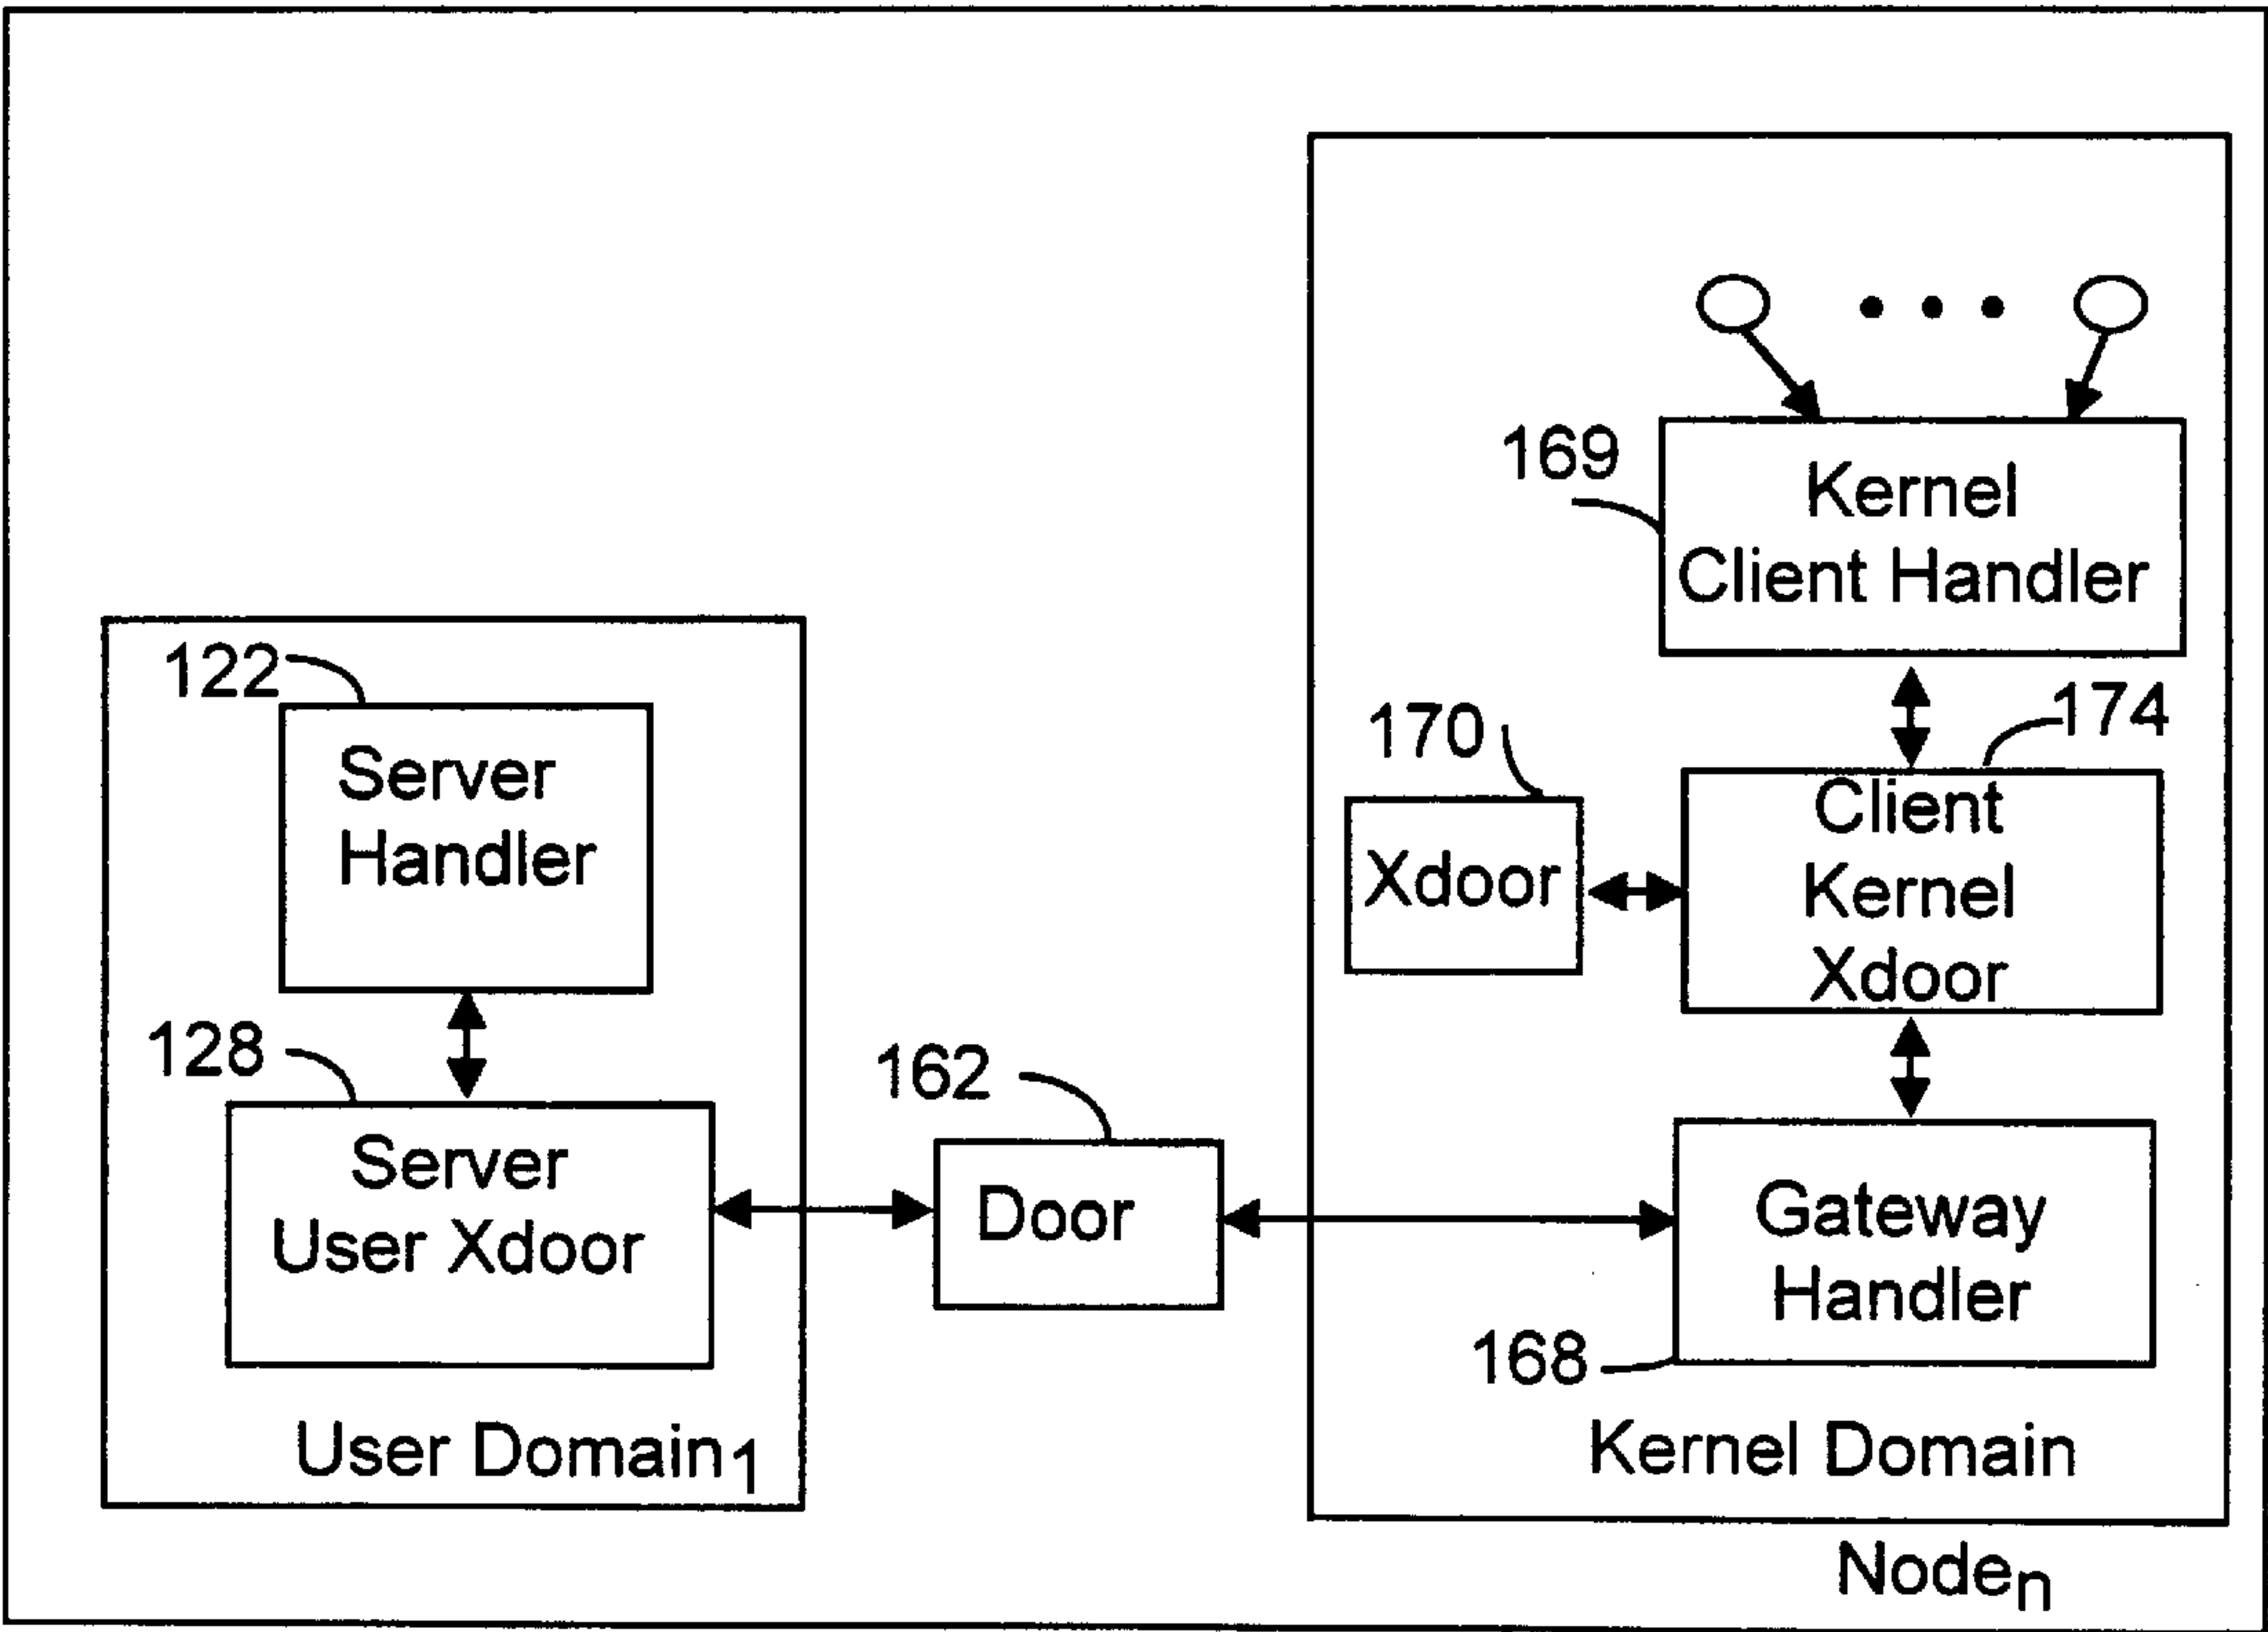 169
Kernel
Client Handler
122
Server
Handler
170
Xdoor
174
Client
Kernel
Xdoor
128
Server
User Xdoor
162
Door
Gateway
Handler
168
User Domain1
Kernel Domain
Noden